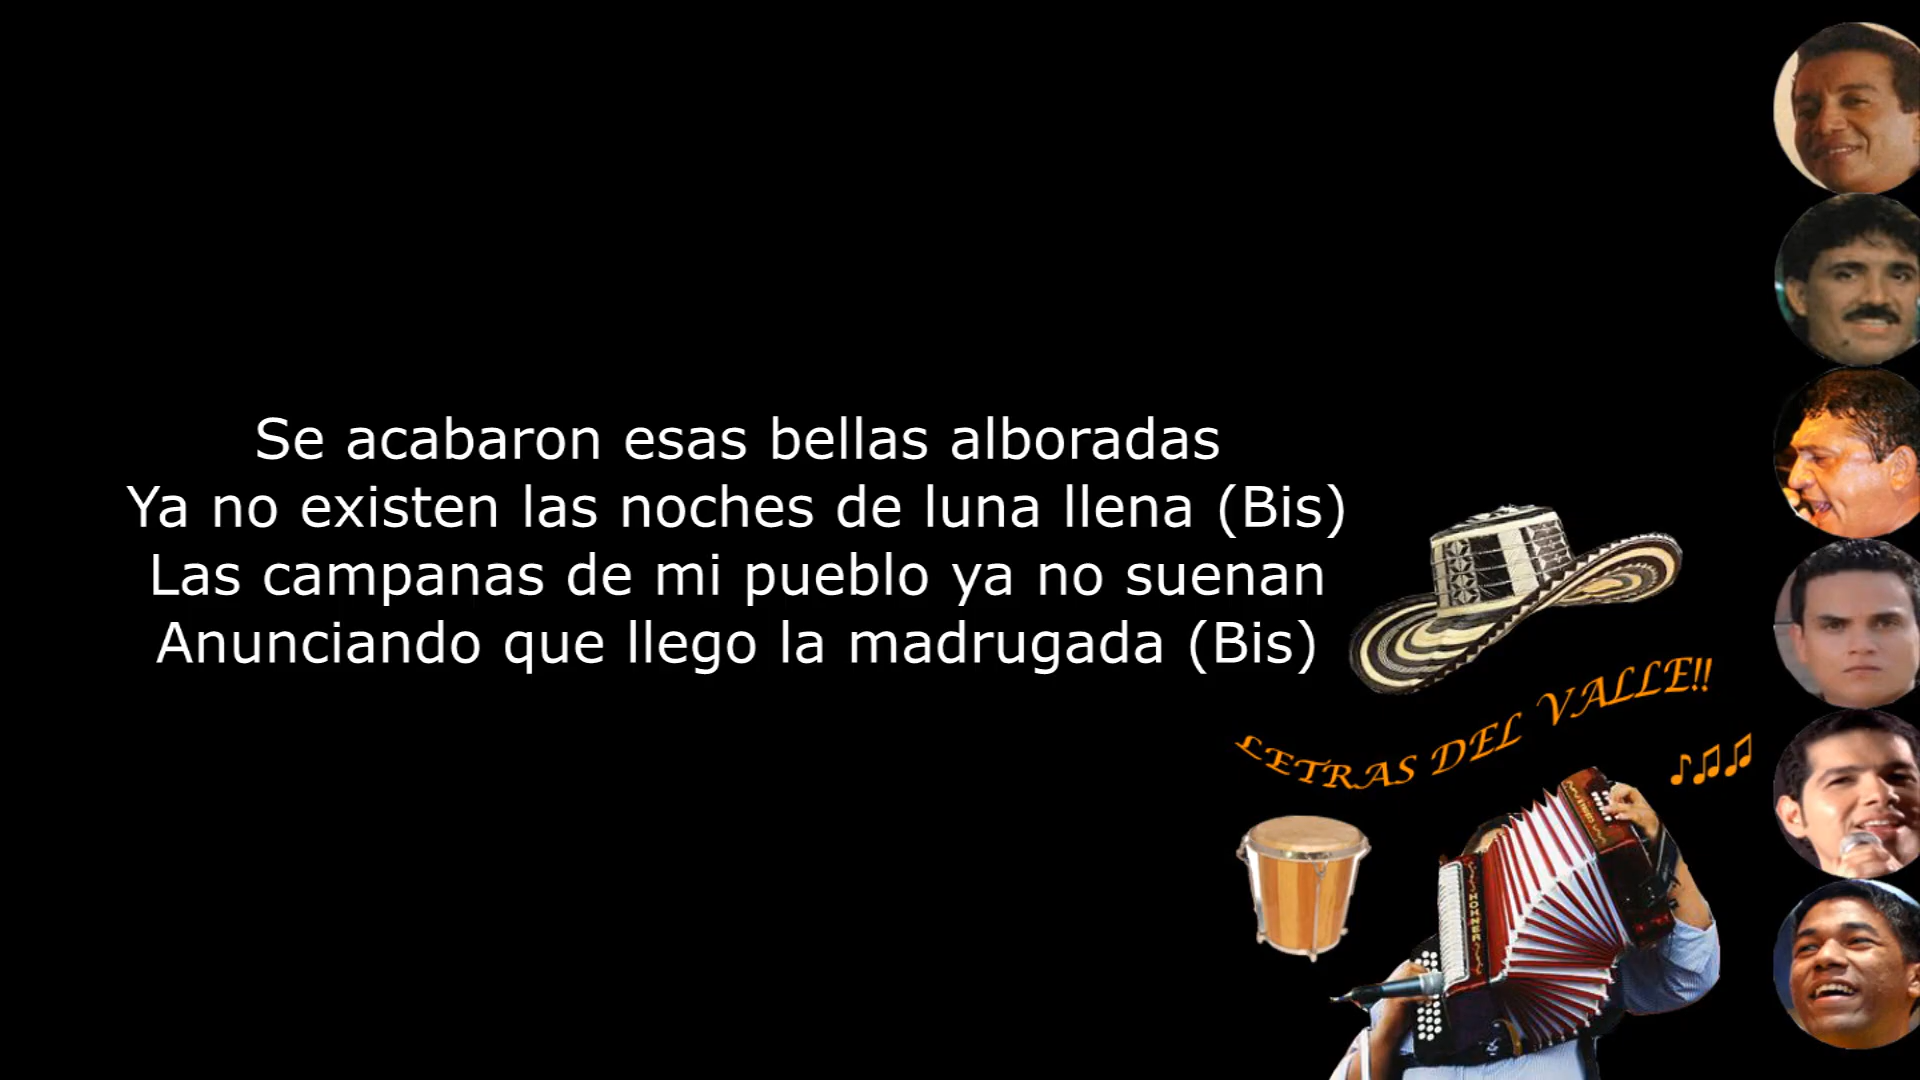 Se acabaron esas bellas alboradas
Ya no existen las noches de luna llena (Bis)
Las campanas de mi pueblo ya no suenan
Anunciando que llego la madrugada (Bis)
LETRAS DEL VALLE!!
HOHNER